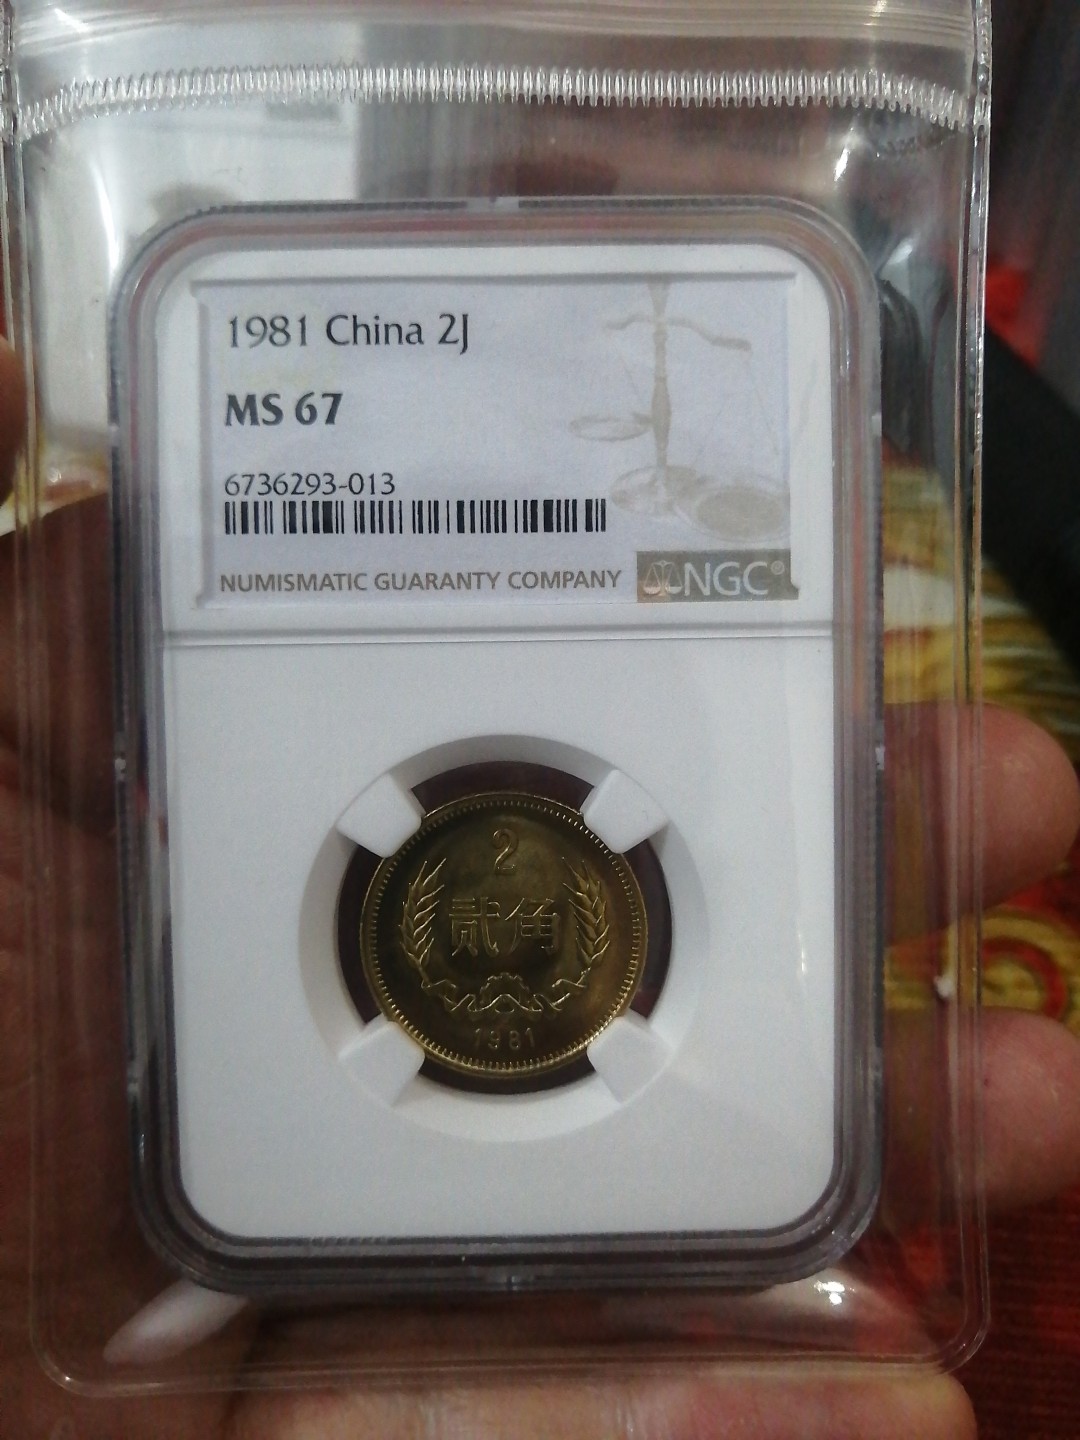 1981 China 2J
MS 67
6736293-013
NUMISMATIC GUARANTY COMPANY
NGC®
2
贰角
1981